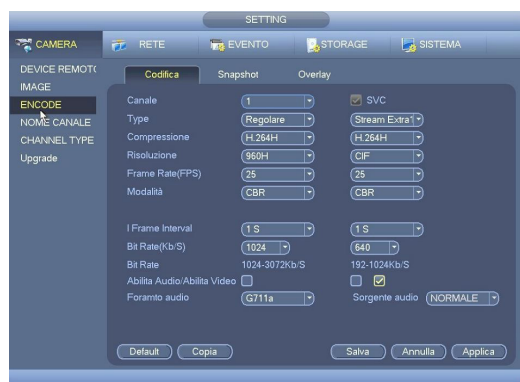 SETTING
CAMERA RETE EVENTO STORAGE SISTEMA
DEVICE REMOTO
IMAGE
ENCODE
NOME CANALE
CHANNEL TYPE
Upgrade
Codifica Snapshot Overlay
Canale 1 SVC
Type Regolare Stream Extra1
Compressione H.264H H.264H
Risoluzione 960H CIF
Frame Rate(FPS) 25 25
Modalità CBR CBR
I Frame Interval 1 S 1 S
Bit Rate(Kb/S) 1024 640
Bit Rate 1024-3072Kb/S 192-1024Kb/S
Abilita Audio/Abilita Video
Foramto audio G711a Sorgente audio NORMALE
Default Copia Salva Annulla Applica